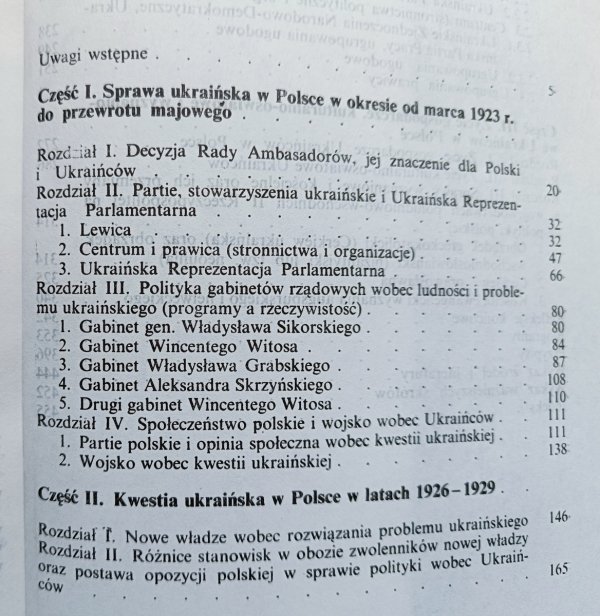 Uwagi wstępne . . . . . . . . . . 5
Część I. Sprawa ukraińska w Polsce w okresie od marca 1923 r.
do przewrotu majowego . . . . . . . . . .
Rozdział I. Decyzja Rady Ambasadorów, jej znaczenie dla Polski
i Ukraińców . . . . . . . . . . 20
Rozdział II. Partie, stowarzyszenia ukraińskie i Ukraińska Reprezen-
tacja Parlamentarna . . . . . . . . . . 32
1. Lewica . . . . . . . . . . 32
2. Centrum i prawica (stronnictwa i organizacje) . . . . 47
3. Ukraińska Reprezentacja Parlamentarna . . . . . 66
Rozdział III. Polityka gabinetów rządowych wobec ludności i proble-
mu ukraińskiego (programy a rzeczywistość) . . . . . . 80
1. Gabinet gen. Władysława Sikorskiego . . . . . . 80
2. Gabinet Wincentego Witosa . . . . . . . 84
3. Gabinet Władysława Grabskiego . . . . . . 87
4. Gabinet Aleksandra Skrzyńskiego . . . . . . 108
5. Drugi gabinet Wincentego Witosa . . . . . . 110
Rozdział IV. Społeczeństwo polskie i wojsko wobec Ukraińców . . 111
1. Partie polskie i opinia społeczna wobec kwestii ukraińskiej . . 111
2. Wojsko wobec kwestii ukraińskiej . . . . . . 138
Część II. Kwestia ukraińska w Polsce w latach 1926–1929 . .
Rozdział I. Nowe władze wobec rozwiązania problemu ukraińskiego 146
Rozdział II. Różnice stanowisk w obozie zwolenników nowej władzy
oraz postawa opozycji polskiej w sprawie polityki wobec Ukraiń-
ców . . . . . . . . . . 165